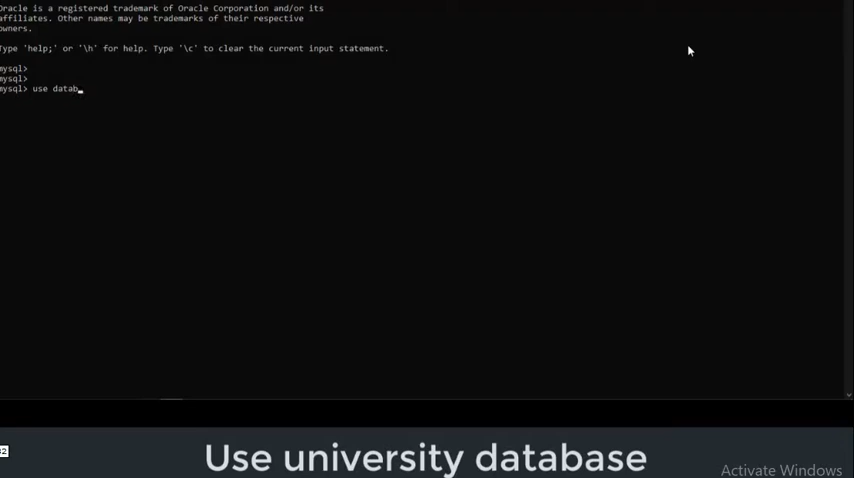 Oracle is a registered trademark of Oracle Corporation and/or its
affiliates. Other names may be trademarks of their respective
owners.
Type 'help;' or '\h' for help. Type '\c' to clear the current input statement.
mysql>
mysql>
mysql> use datab_
32
Use university database
Activate Windows